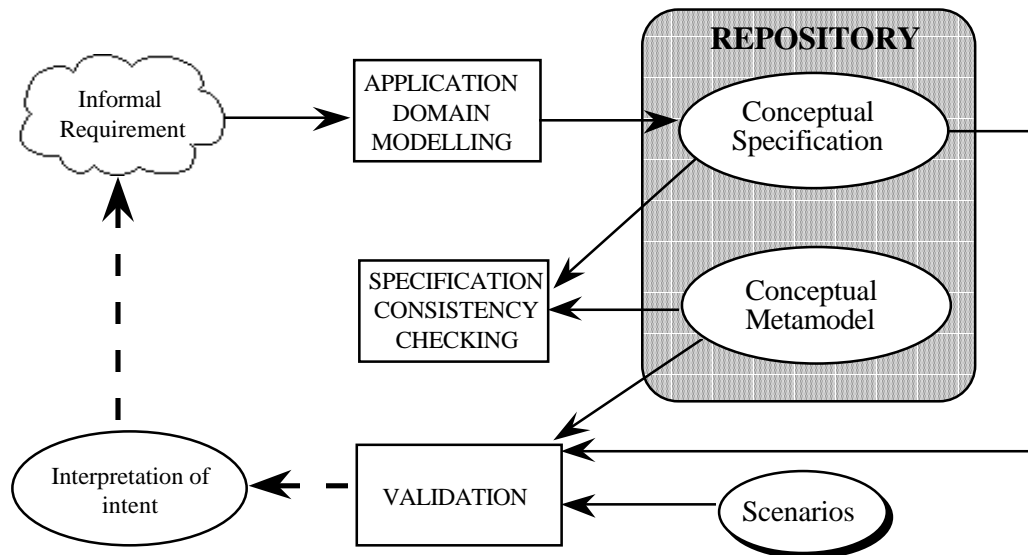 REPOSITORY
Informal
Requirement
APPLICATION
DOMAIN
MODELLING
Conceptual
Specification
SPECIFICATION
CONSISTENCY
CHECKING
Conceptual
Metamodel
Interpretation of
intent
VALIDATION
Scenarios